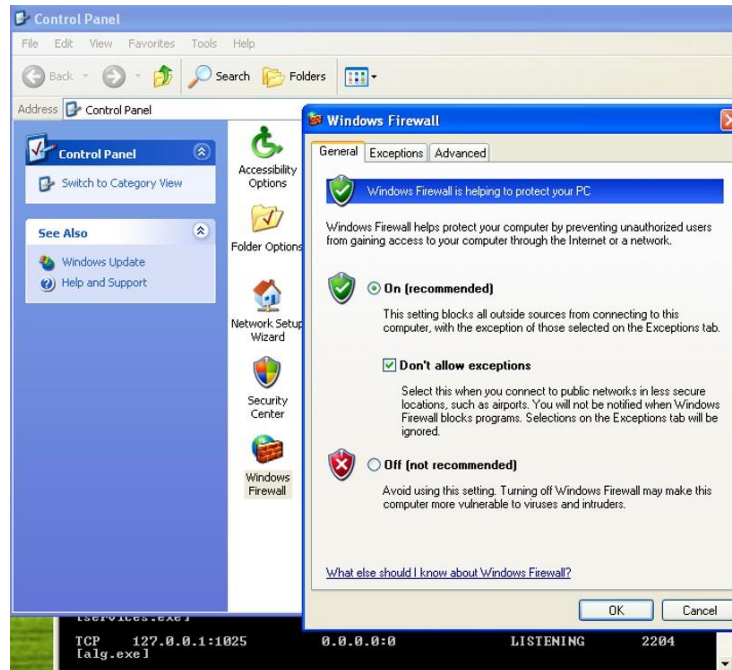 Control Panel
File Edit View Favorites Tools Help
Back Search Folders
Address Control Panel
Control Panel
Switch to Category View
See Also
Windows Update
Help and Support
Accessibility
Options
Folder Options
Network Setup
Wizard
Security
Center
Windows
Firewall
Windows Firewall
General Exceptions Advanced
Windows Firewall is helping to protect your PC
Windows Firewall helps protect your computer by preventing unauthorized users
from gaining access to your computer through the Internet or a network.
On (recommended)
This setting blocks all outside sources from connecting to this
computer, with the exception of those selected on the Exceptions tab.
Don't allow exceptions
Select this when you connect to public networks in less secure
locations, such as airports. You will not be notified when Windows
Firewall blocks programs. Selections on the Exceptions tab will be
ignored.
Off (not recommended)
Avoid using this setting. Turning off Windows Firewall may make this
computer more vulnerable to viruses and intruders.
What else should I know about Windows Firewall?
OK Cancel
[services.exe]
TCP 127.0.0.1:1025 0.0.0.0:0 LISTENING 2204
[alg.exe]